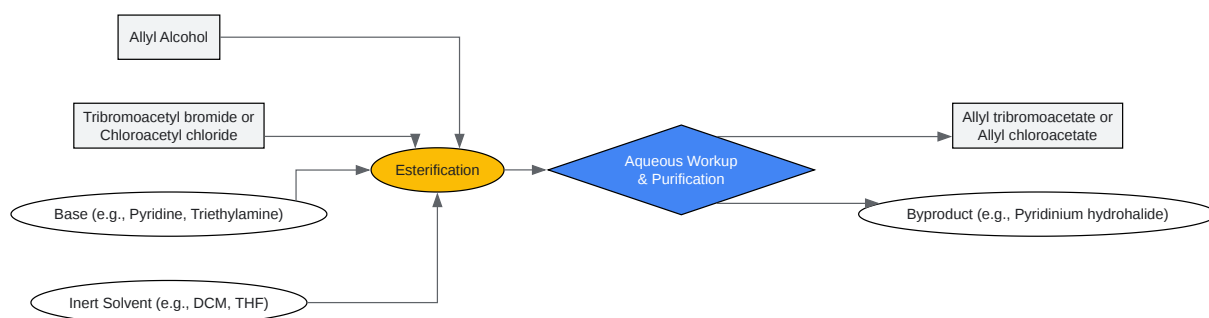 Allyl Alcohol
Tribromoacetyl bromide or
Chloroacetyl chloride
Base (e.g., Pyridine, Triethylamine)
Inert Solvent (e.g., DCM, THF)
Esterification
Aqueous Workup
& Purification
Allyl tribromoacetate or
Allyl chloroacetate
Byproduct (e.g., Pyridinium hydrohalide)